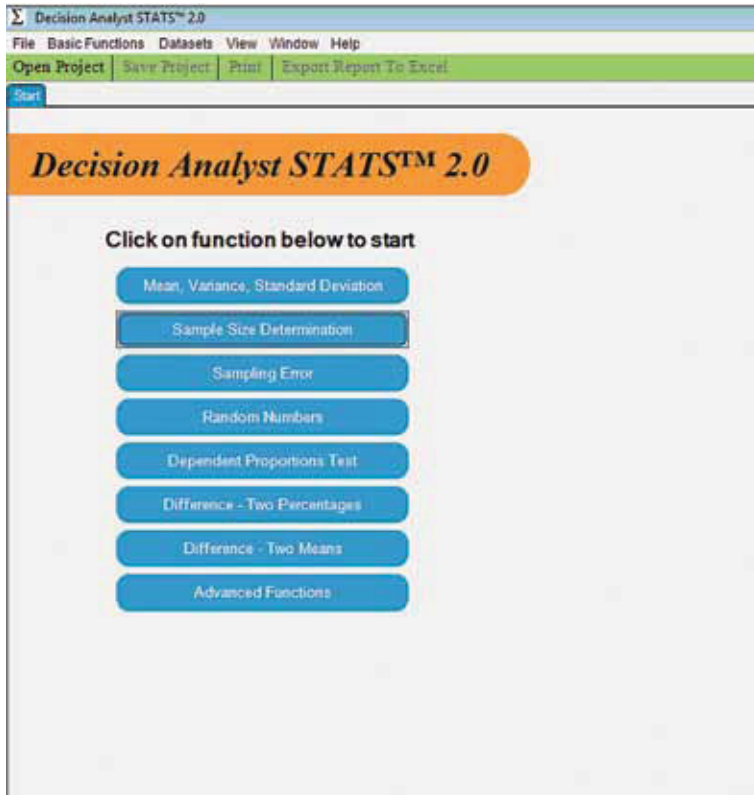 Σ Decision Analyst STATS™ 2.0
File Basic Functions Datasets View Window Help
Open Project Save Project Print Export Report To Excel
Start
Decision Analyst STATS™ 2.0
Click on function below to start
Mean, Variance, Standard Deviation
Sample Size Determination
Sampling Error
Random Numbers
Dependent Proportions Test
Difference - Two Percentages
Difference - Two Means
Advanced Functions